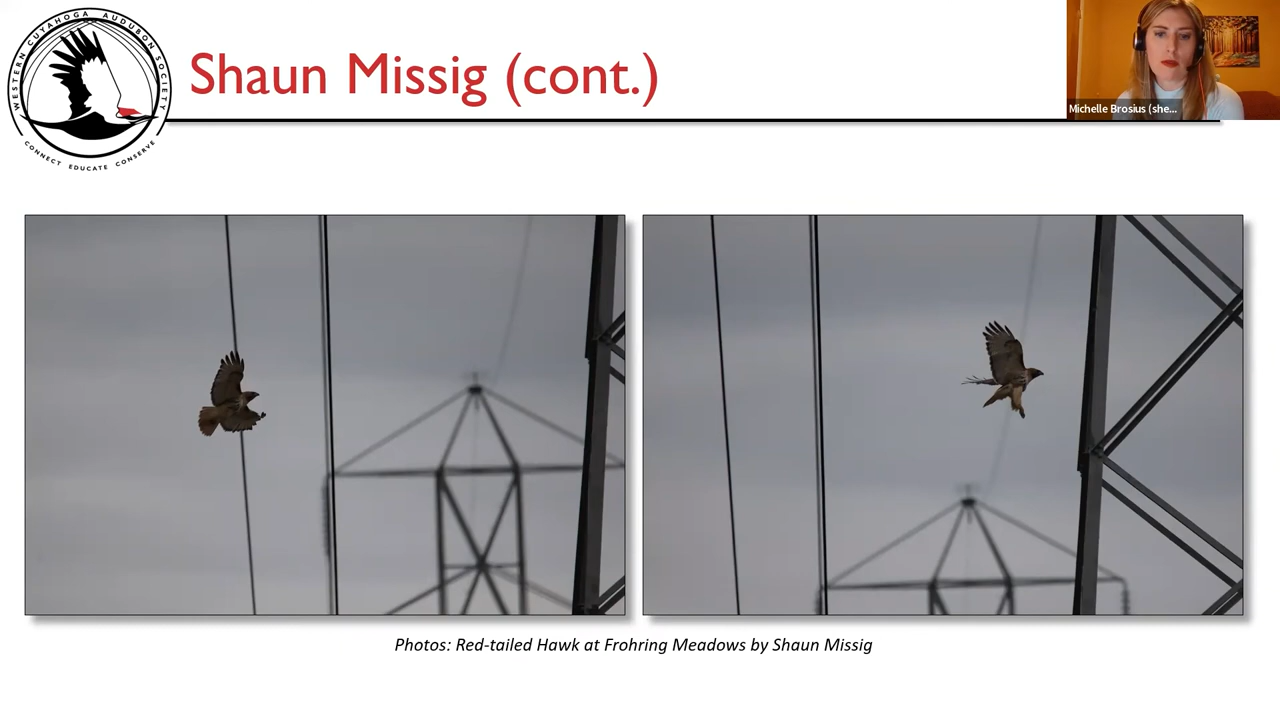 WESTERN CUYAHOGA AUDUBON SOCIETY
CONNECT EDUCATE CONSERVE
Shaun Missig (cont.)
Michelle Brosius (she...
Photos: Red-tailed Hawk at Frohring Meadows by Shaun Missig